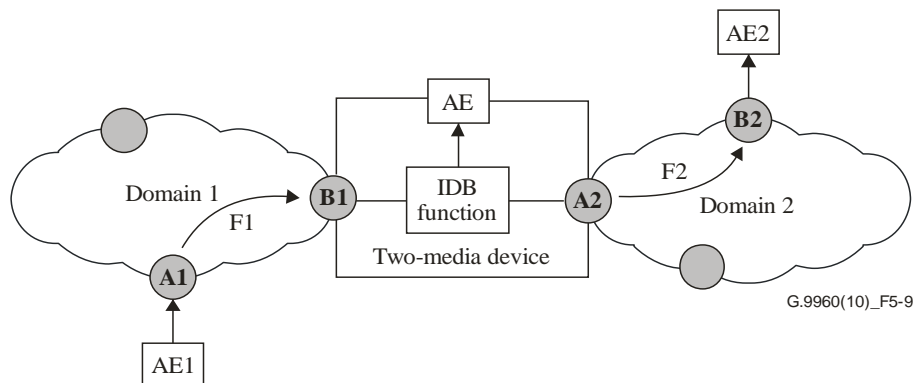 AE2
AE
B2
F2
Domain 1
B1
IDB
function
A2
Domain 2
F1
Two-media device
A1
G.9960(10)_F5-9
AE1